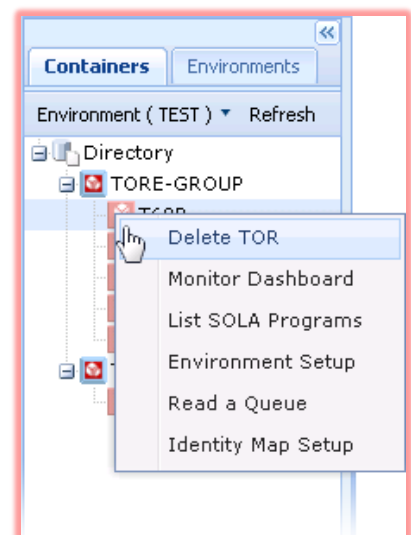 Containers Environments
Environment ( TEST ) Refresh
Directory
TORE-GROUP
Delete TOR
Monitor Dashboard
List SOLA Programs
Environment Setup
Read a Queue
Identity Map Setup